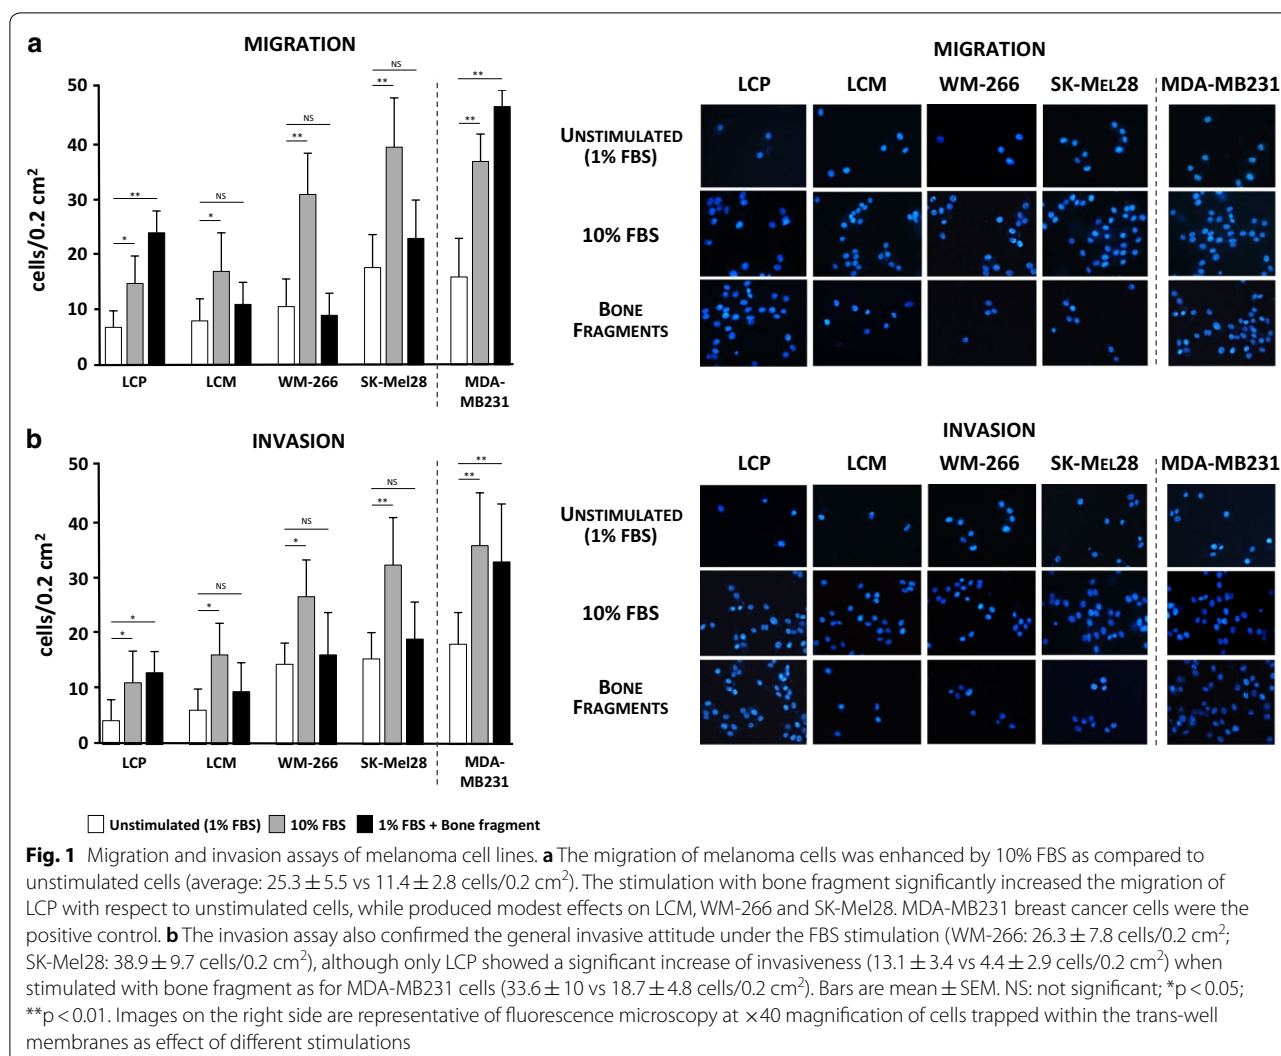 a
MIGRATION
cells/0.2 cm²
50
40
30
20
10
0
**
*
NS
*
NS
**
NS
**
**
**
LCP
LCM
WM-266
SK-Mel28
MDA-
MB231
MIGRATION
LCP
LCM
WM-266
SK-MEL28
MDA-MB231
UNSTIMULATED
(1% FBS)
10% FBS
BONE
FRAGMENTS
b
INVASION
cells/0.2 cm²
50
40
30
20
10
0
*
*
NS
*
NS
*
NS
**
**
**
LCP
LCM
WM-266
SK-Mel28
MDA-
MB231
INVASION
LCP
LCM
WM-266
SK-MEL28
MDA-MB231
UNSTIMULATED
(1% FBS)
10% FBS
BONE
FRAGMENTS
Unstimulated (1% FBS) 10% FBS 1% FBS + Bone fragment
Fig. 1 Migration and invasion assays of melanoma cell lines. a The migration of melanoma cells was enhanced by 10% FBS as compared to
unstimulated cells (average: 25.3 ± 5.5 vs 11.4 ± 2.8 cells/0.2 cm²). The stimulation with bone fragment significantly increased the migration of
LCP with respect to unstimulated cells, while produced modest effects on LCM, WM-266 and SK-Mel28. MDA-MB231 breast cancer cells were the
positive control. b The invasion assay also confirmed the general invasive attitude under the FBS stimulation (WM-266: 26.3 ± 7.8 cells/0.2 cm²;
SK-Mel28: 38.9 ± 9.7 cells/0.2 cm²), although only LCP showed a significant increase of invasiveness (13.1 ± 3.4 vs 4.4 ± 2.9 cells/0.2 cm²) when
stimulated with bone fragment as for MDA-MB231 cells (33.6 ± 10 vs 18.7 ± 4.8 cells/0.2 cm²). Bars are mean ± SEM. NS: not significant; *p < 0.05;
**p < 0.01. Images on the right side are representative of fluorescence microscopy at ×40 magnification of cells trapped within the trans-well
membranes as effect of different stimulations